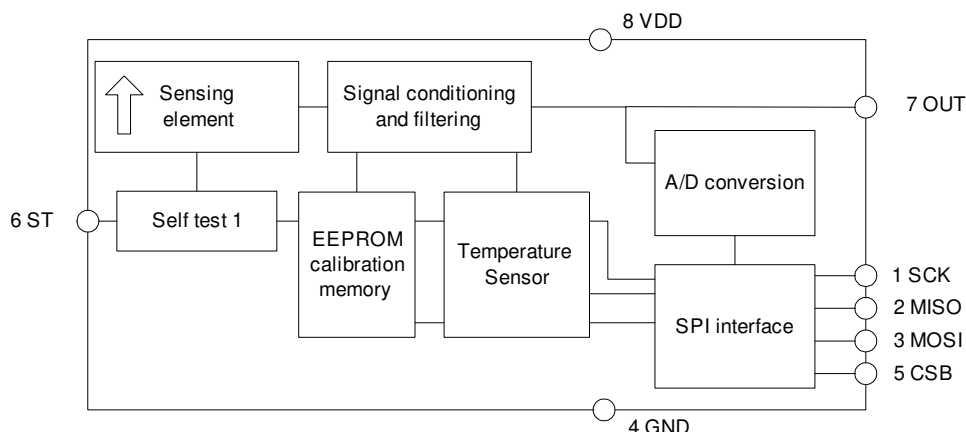 8 VDD
Sensing
element
Signal conditioning
and filtering
7 OUT
A/D conversion
6 ST
Self test 1
EEPROM
calibration
memory
Temperature
Sensor
SPI interface
1 SCK
2 MISO
3 MOSI
5 CSB
4 GND